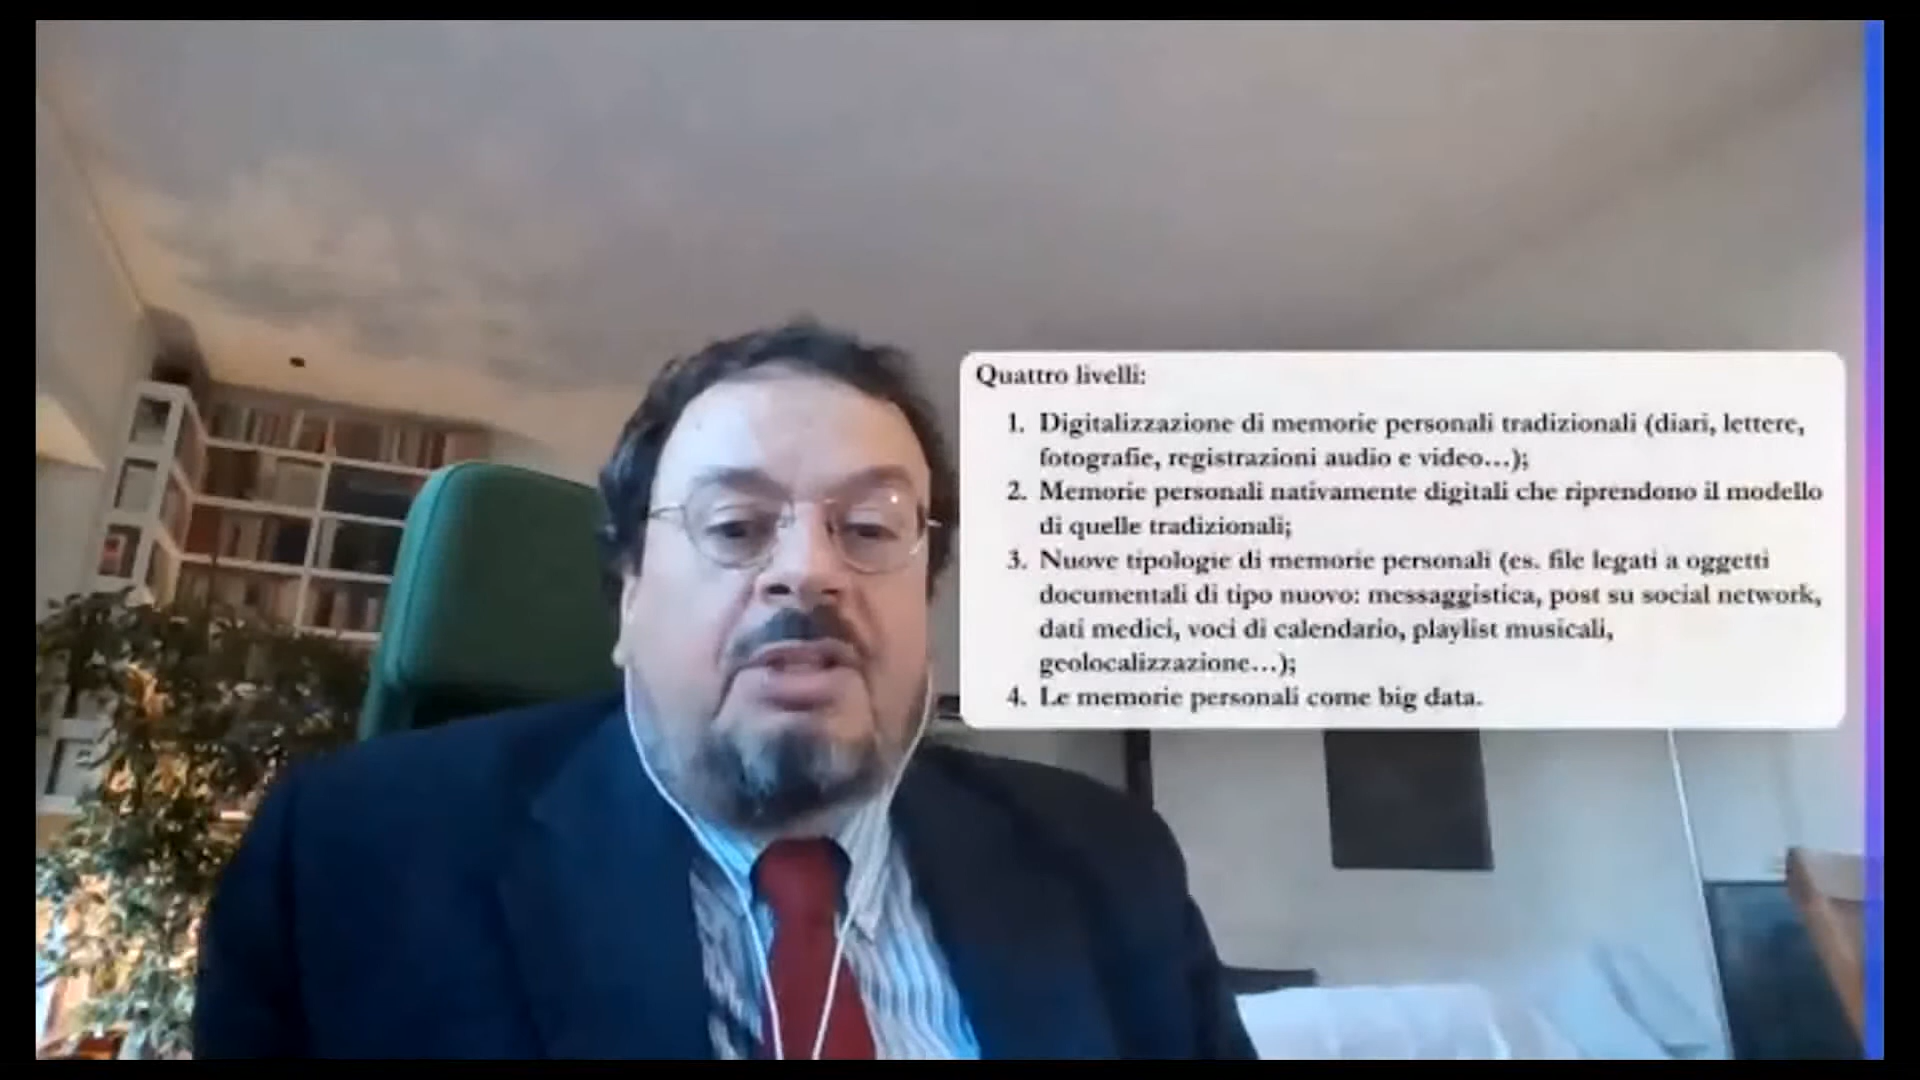 Quattro livelli:
1. Digitalizzazione di memorie personali tradizionali (diari, lettere,
fotografie, registrazioni audio e video...);
2. Memorie personali nativamente digitali che riprendono il modello
di quelle tradizionali;
3. Nuove tipologie di memorie personali (es. file legati a oggetti
documentali di tipo nuovo: messaggistica, post su social network,
dati medici, voci di calendario, playlist musicali,
geolocalizzazione...);
4. Le memorie personali come big data.